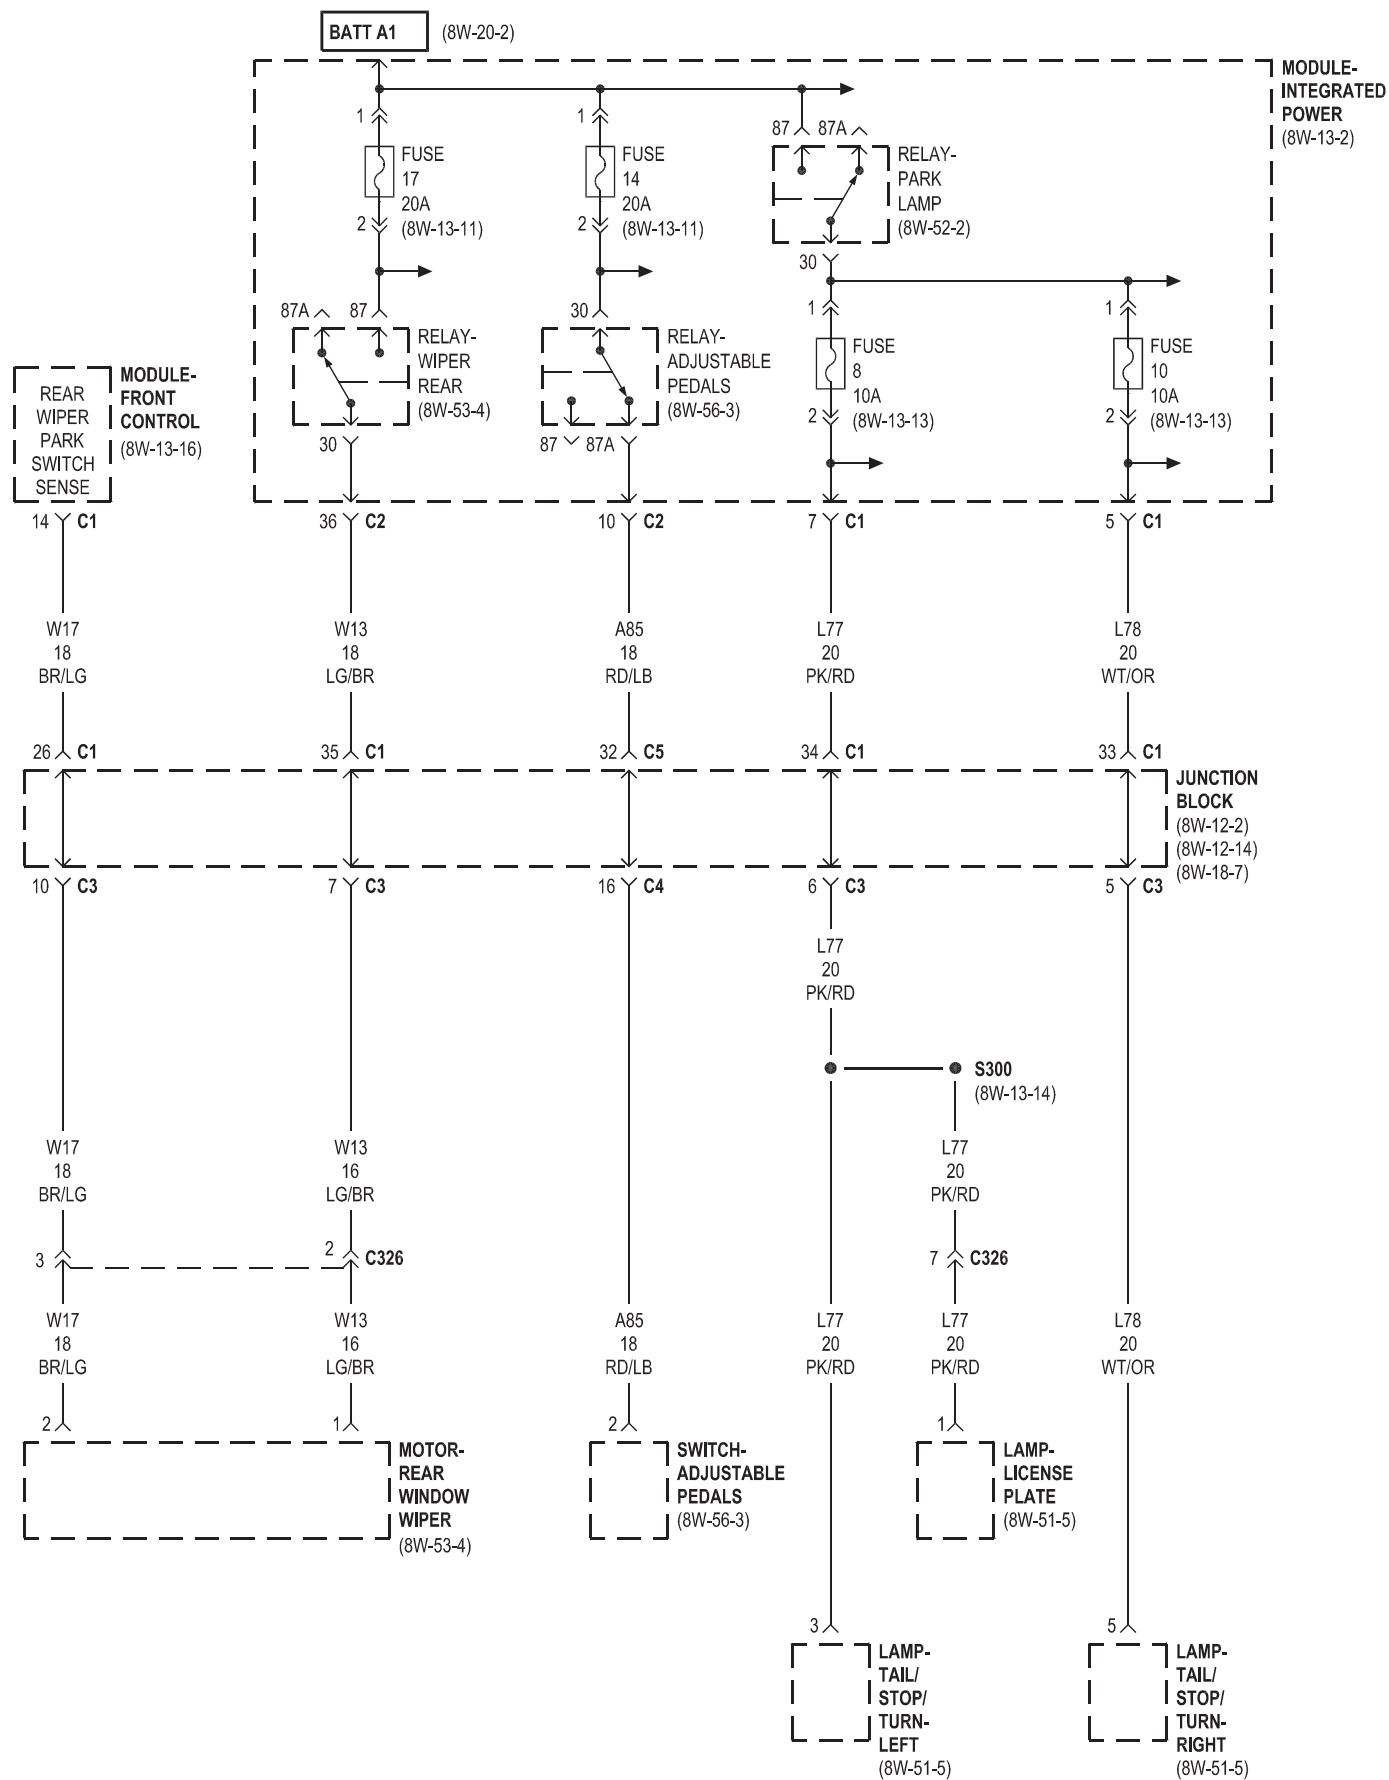 BATT A1 (8W-20-2)
MODULE-
INTEGRATED
POWER
(8W-13-2)
1
FUSE
17
20A
2 (8W-13-11)
1
FUSE
14
20A
2 (8W-13-11)
87 87A
RELAY-
PARK
LAMP
(8W-52-2)
30
87A 87
RELAY-
WIPER
REAR
(8W-53-4)
30
30
RELAY-
ADJUSTABLE
PEDALS
(8W-56-3)
87 87A
1
FUSE
8
10A
2 (8W-13-13)
1
FUSE
10
10A
2 (8W-13-13)
REAR
WIPER
PARK
SWITCH
SENSE
MODULE-
FRONT
CONTROL
(8W-13-16)
14 C1 36 C2 10 C2 7 C1 5 C1
W17 W13 A85 L77 L78
18 18 18 20 20
BR/LG LG/BR RD/LB PK/RD WT/OR
26 C1 35 C1 32 C5 34 C1 33 C1
JUNCTION
BLOCK
(8W-12-2)
(8W-12-14)
(8W-18-7)
10 C3 7 C3 16 C4 6 C3 5 C3
L77
20
PK/RD
S300
(8W-13-14)
W17 W13 L77
18 16 20
BR/LG LG/BR PK/RD
3 2 C326 7 C326
W17 W13 A85 L77 L77 L78
18 16 18 20 20 20
BR/LG LG/BR RD/LB PK/RD PK/RD WT/OR
2 1 2 1
MOTOR-
REAR
WINDOW
WIPER
(8W-53-4)
SWITCH-
ADJUSTABLE
PEDALS
(8W-56-3)
LAMP-
LICENSE
PLATE
(8W-51-5)
3 5
LAMP-
TAIL/
STOP/
TURN-
LEFT
(8W-51-5)
LAMP-
TAIL/
STOP/
TURN-
RIGHT
(8W-51-5)